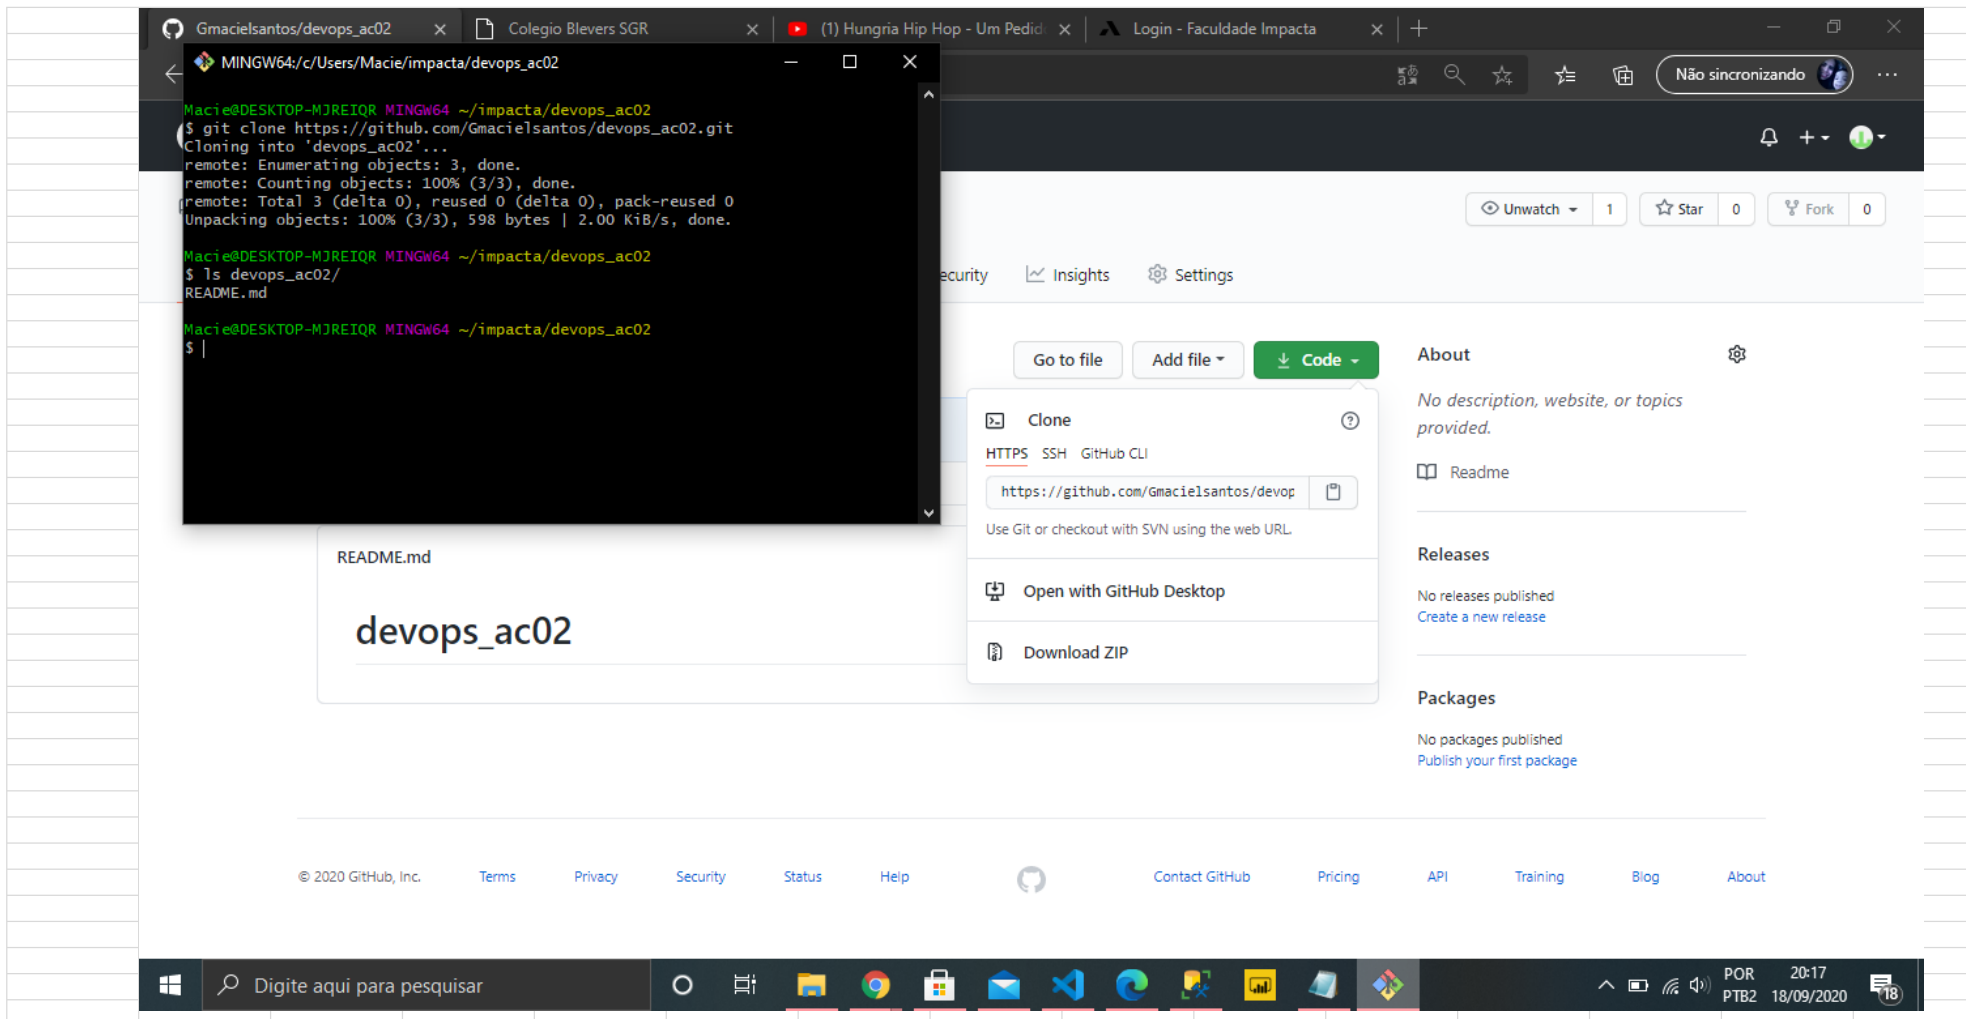 Gmacielsantos/devops_ac02
Colegio Blevers SGR
(1) Hungria Hip Hop - Um Pedid
Login - Faculdade Impacta
MINGW64:/c/Users/Macie/impacta/devops_ac02
Não sincronizando
Macie@DESKTOP-MJREIQR MINGW64 ~/impacta/devops_ac02
$ git clone https://github.com/Gmacielsantos/devops_ac02.git
Cloning into 'devops_ac02'...
remote: Enumerating objects: 3, done.
remote: Counting objects: 100% (3/3), done.
remote: Total 3 (delta 0), reused 0 (delta 0), pack-reused 0
Unpacking objects: 100% (3/3), 598 bytes | 2.00 KiB/s, done.
Macie@DESKTOP-MJREIQR MINGW64 ~/impacta/devops_ac02
$ ls devops_ac02/
README.md
Macie@DESKTOP-MJREIQR MINGW64 ~/impacta/devops_ac02
$
Unwatch 1 Star 0 Fork 0
ecurity Insights Settings
Go to file Add file Code
Clone
HTTPS SSH GitHub CLI
https://github.com/Gmacielsantos/devop
Use Git or checkout with SVN using the web URL.
Open with GitHub Desktop
Download ZIP
About
No description, website, or topics
provided.
Readme
Releases
No releases published
Create a new release
Packages
No packages published
Publish your first package
README.md
devops_ac02
© 2020 GitHub, Inc. Terms Privacy Security Status Help Contact GitHub Pricing API Training Blog About
Digite aqui para pesquisar
POR
PTB2
20:17
18/09/2020
18